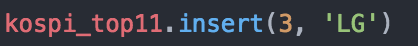 kospi_top11.insert(3, 'LG')